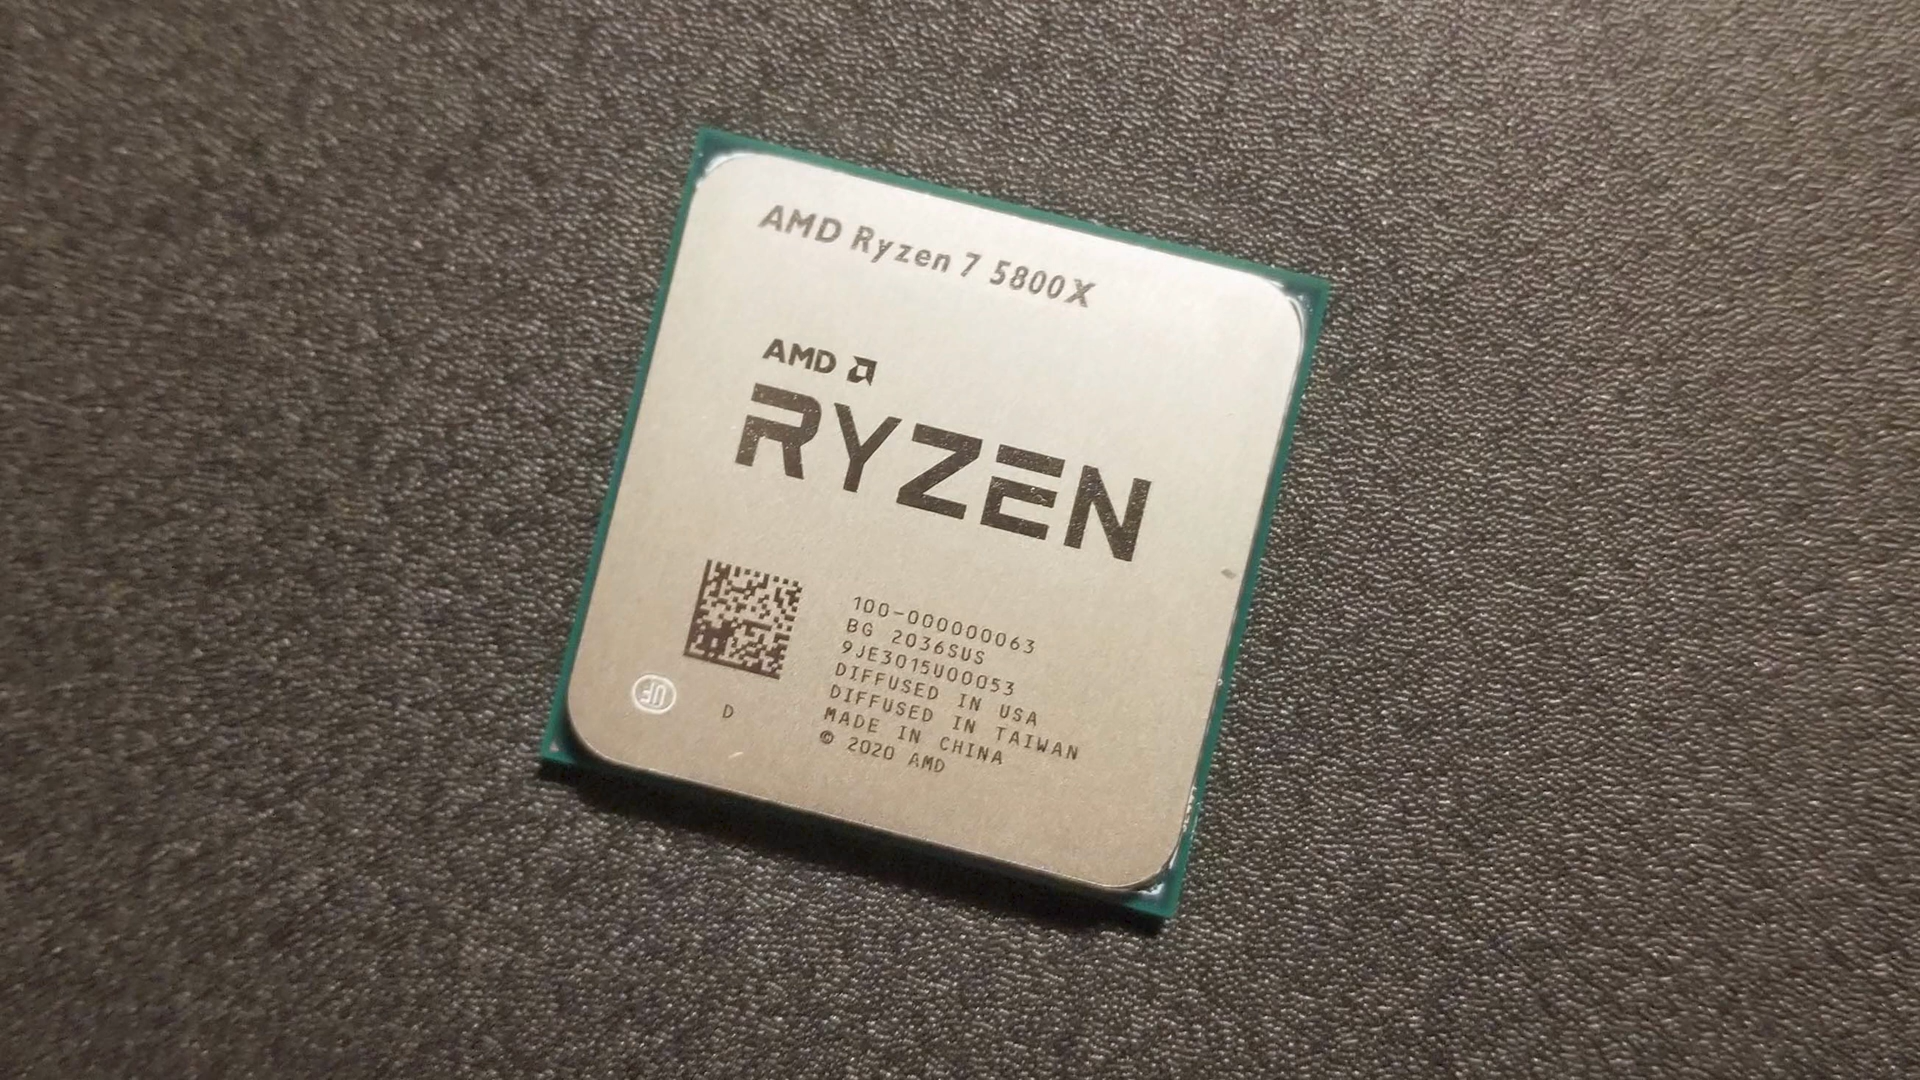 AMD Ryzen 7 5800X
AMD
RYZEN
100-000000063
BG 2036SUS
9JE3015U00053
DIFFUSED IN USA
DIFFUSED IN TAIWAN
MADE IN CHINA
© 2020 AMD
UF
D